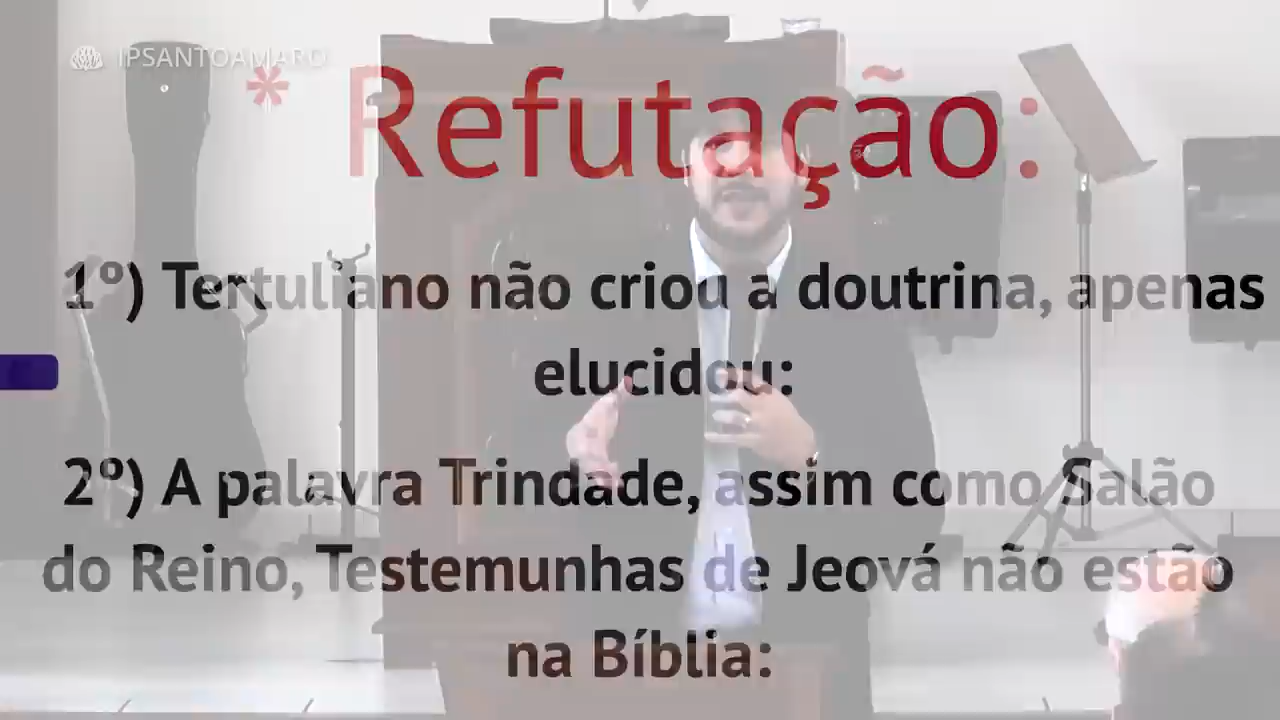 IPSANTOAMARO
* Refutação:
1º) Tertuliano não criou a doutrina, apenas
elucidou:
2º) A palavra Trindade, assim como Salão
do Reino, Testemunhas de Jeová não estão
na Bíblia: